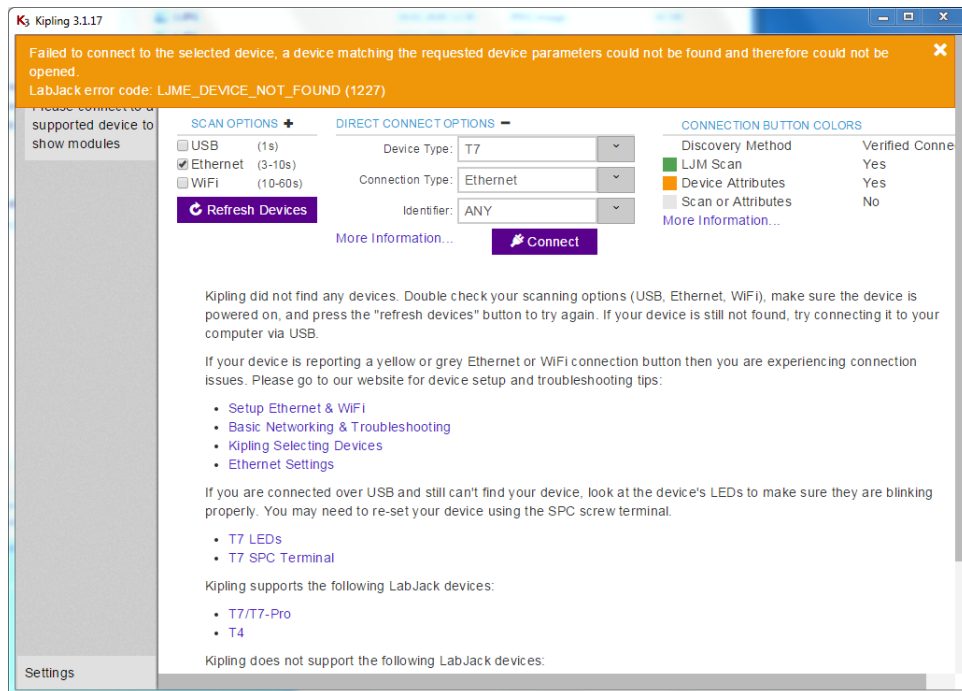 K3 Kipling 3.1.17
Failed to connect to the selected device, a device matching the requested device parameters could not be found and therefore could not be
opened.
LabJack error code: LJME_DEVICE_NOT_FOUND (1227)
Please connect to a
supported device to
show modules
SCAN OPTIONS
USB (1s)
Ethernet (3-10s)
WiFi (10-60s)
Refresh Devices
DIRECT CONNECT OPTIONS
Device Type: T7
Connection Type: Ethernet
Identifier: ANY
More Information...
Connect
CONNECTION BUTTON COLORS
Discovery Method Verified Conne
LJM Scan Yes
Device Attributes Yes
Scan or Attributes No
More Information...
Kipling did not find any devices. Double check your scanning options (USB, Ethernet, WiFi), make sure the device is
powered on, and press the "refresh devices" button to try again. If your device is still not found, try connecting it to your
computer via USB.
If your device is reporting a yellow or grey Ethernet or WiFi connection button then you are experiencing connection
issues. Please go to our website for device setup and troubleshooting tips:
• Setup Ethernet & WiFi
• Basic Networking & Troubleshooting
• Kipling Selecting Devices
• Ethernet Settings
If you are connected over USB and still can't find your device, look at the device's LEDs to make sure they are blinking
properly. You may need to re-set your device using the SPC screw terminal.
• T7 LEDs
• T7 SPC Terminal
Kipling supports the following LabJack devices:
• T7/T7-Pro
• T4
Kipling does not support the following LabJack devices:
Settings